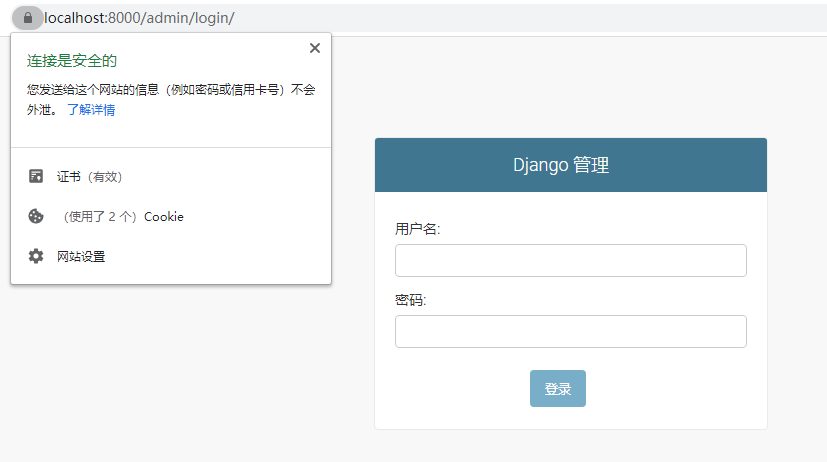 localhost:8000/admin/login/
连接是安全的
您发送给这个网站的信息（例如密码或信用卡号）不会
外泄。 了解详情
证书（有效）
（使用了 2 个）Cookie
网站设置
Django 管理
用户名:
密码:
登录